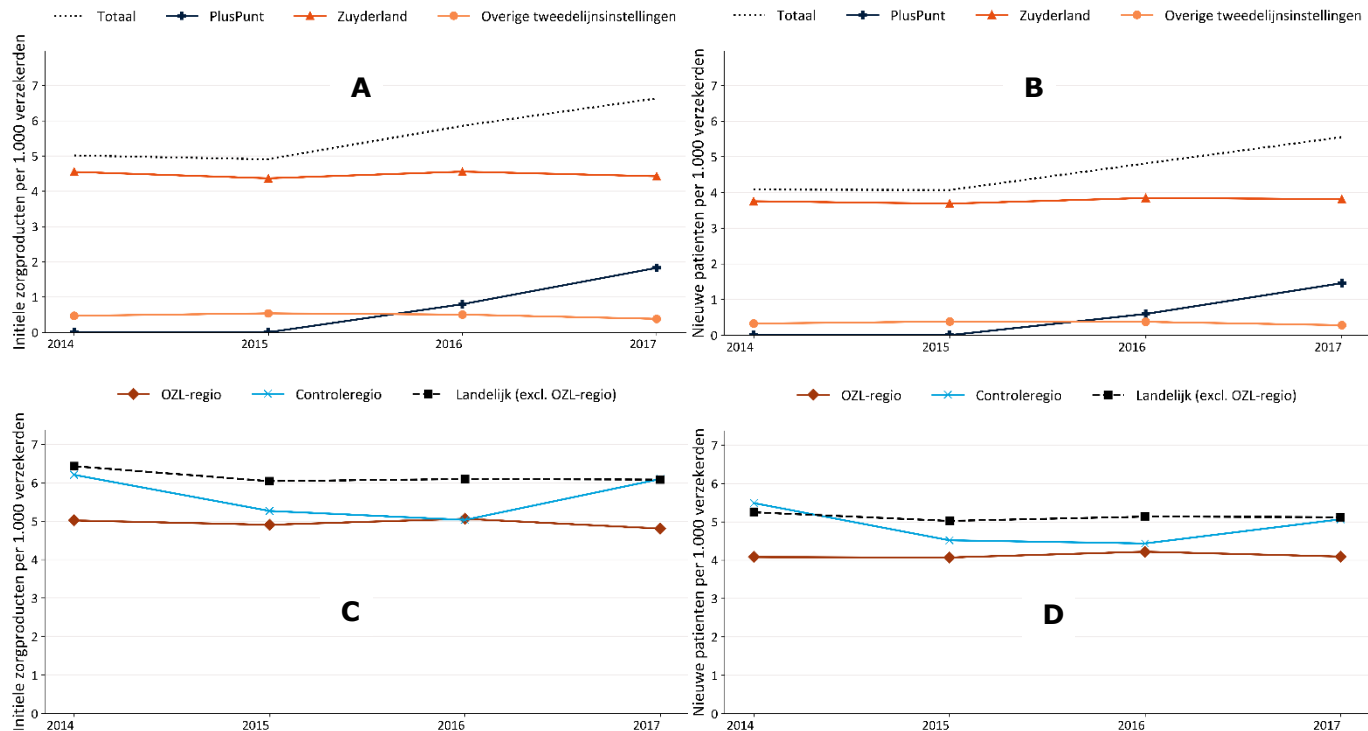 Totaal PlusPunt Zuyderland Overige tweedelijnsinstellingen
Initiele zorgproducten per 1.000 verzekerden
A
7
6
5
4
3
2
1
0
2014 2015 2016 2017
Totaal PlusPunt Zuyderland Overige tweedelijnsinstellingen
Nieuwe patienten per 1.000 verzekerden
B
7
6
5
4
3
2
1
0
2014 2015 2016 2017
OZL-regio Controleregio Landelijk (excl. OZL-regio)
Initiele zorgproducten per 1.000 verzekerden
7
6
5
4
3
2
1
0
C
2014 2015 2016 2017
OZL-regio Controleregio Landelijk (excl. OZL-regio)
Nieuwe patienten per 1.000 verzekerden
7
6
5
4
3
2
1
0
D
2014 2015 2016 2017